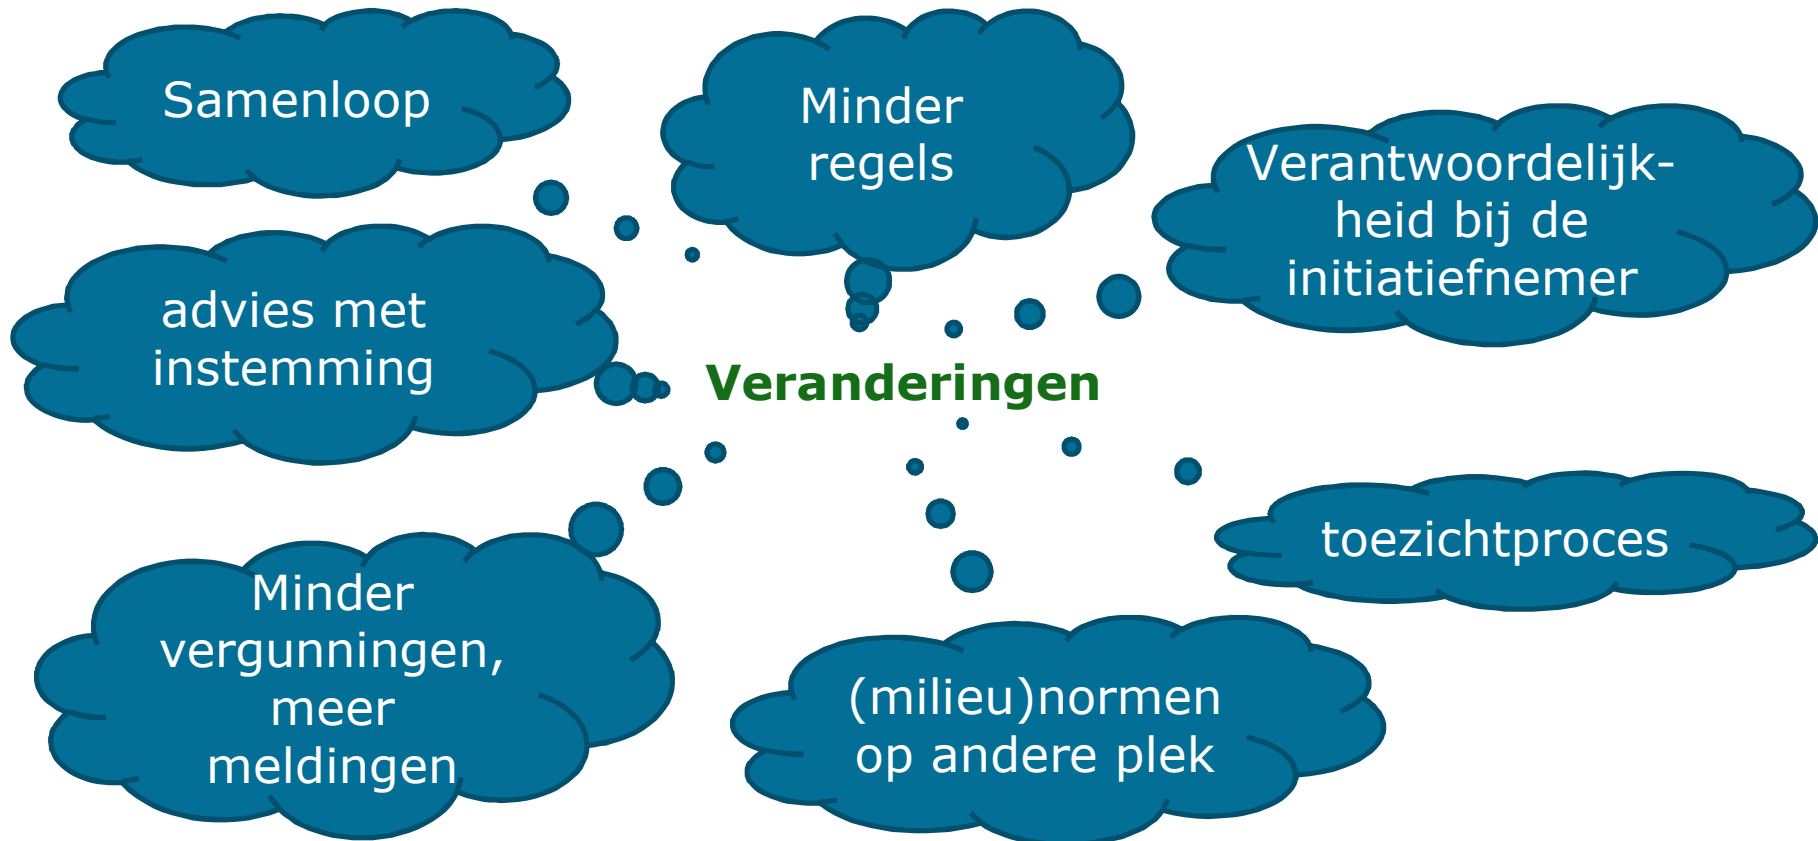 Samenloop
Minder
regels
Verantwoordelijk-
heid bij de
initiatiefnemer
advies met
instemming
Veranderingen
toezichtproces
Minder
vergunningen,
meer
meldingen
(milieu)normen
op andere plek